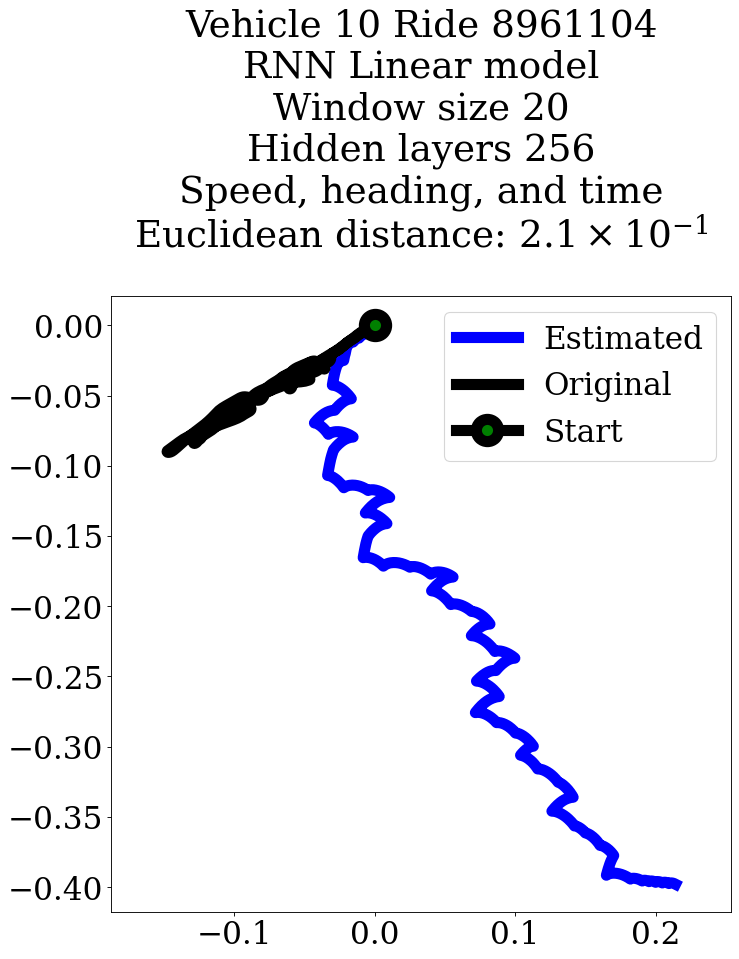 Vehicle 10 Ride 8961104
RNN Linear model
Window size 20
Hidden layers 256
Speed, heading, and time
Euclidean distance: 2.1 × 10⁻¹
Estimated
Original
Start
0.00
−0.05
−0.10
−0.15
−0.20
−0.25
−0.30
−0.35
−0.40
−0.1
0.0
0.1
0.2